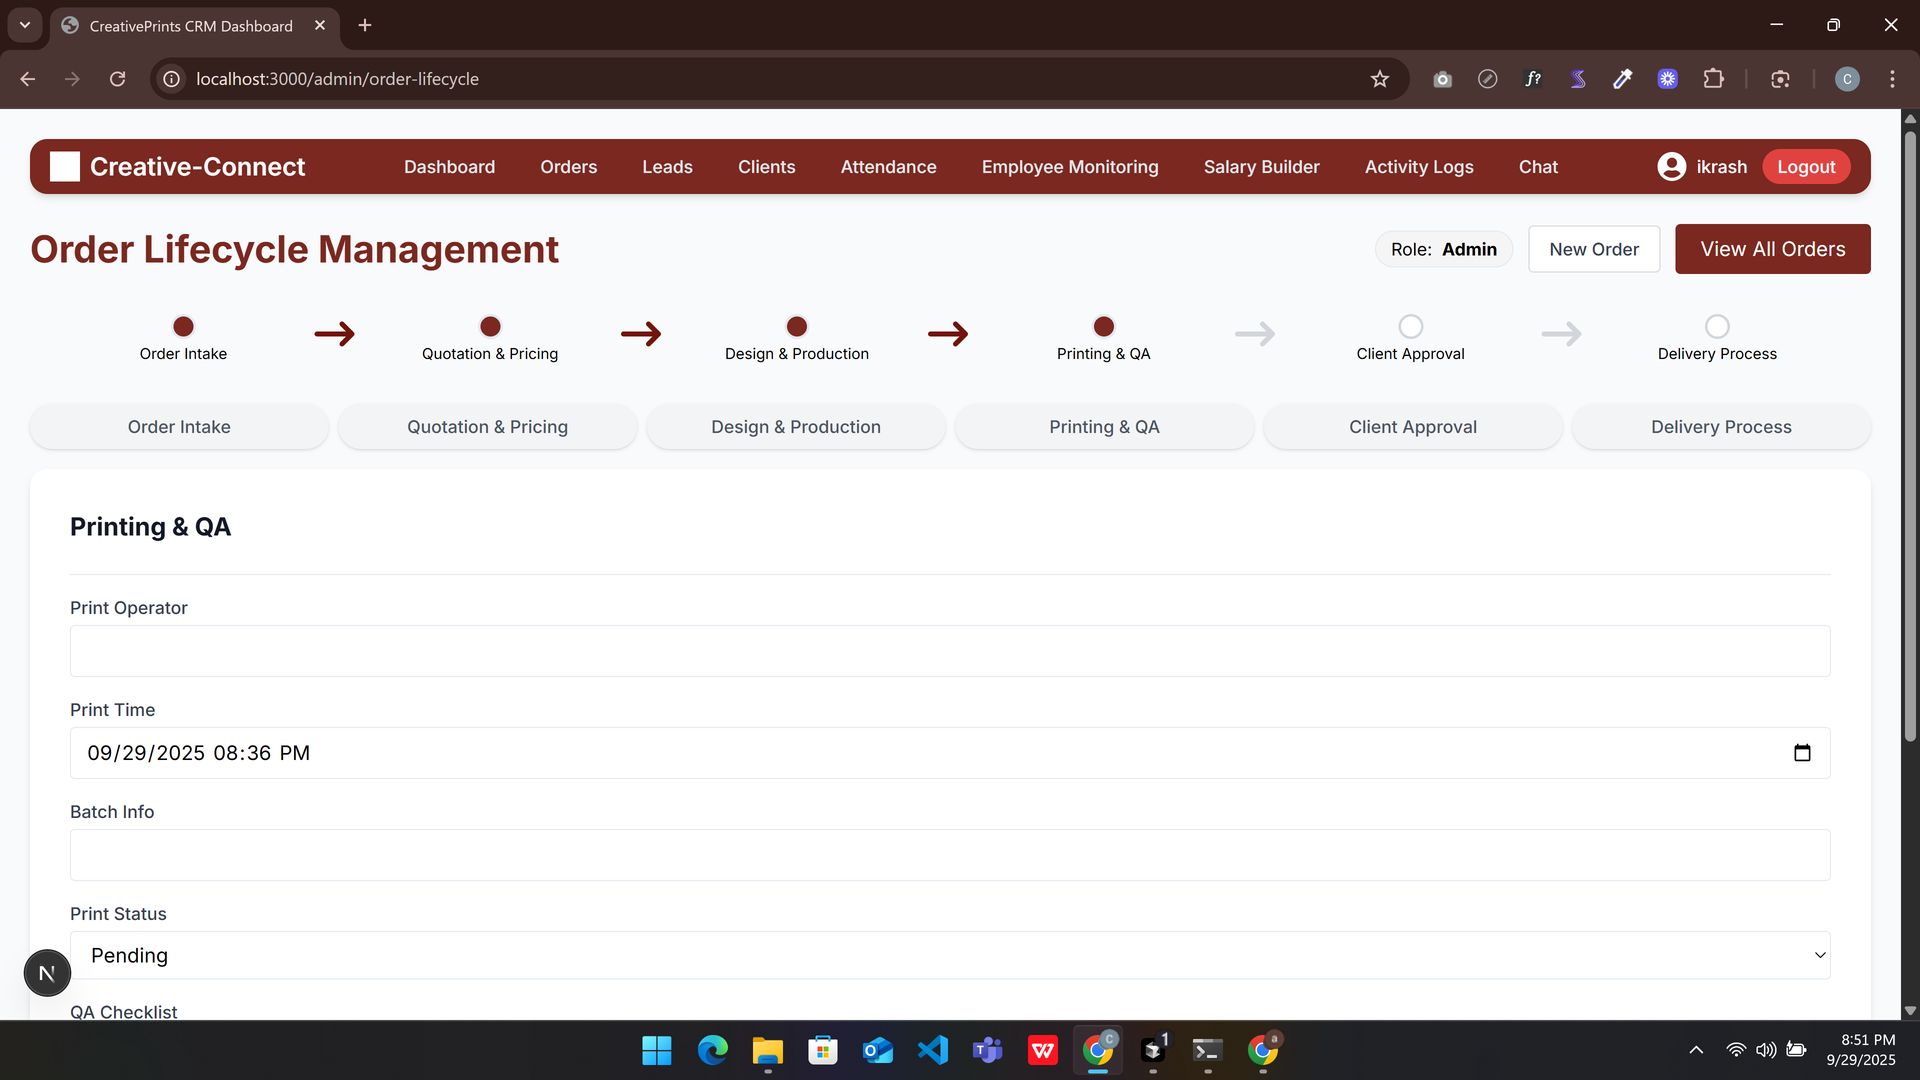 CreativePrints CRM Dashboard
localhost:3000/admin/order-lifecycle
f?
C
Creative-Connect
Dashboard
Orders
Leads
Clients
Attendance
Employee Monitoring
Salary Builder
Activity Logs
Chat
ikrash
Logout
Order Lifecycle Management
Role: Admin
New Order
View All Orders
Order Intake
Quotation & Pricing
Design & Production
Printing & QA
Client Approval
Delivery Process
Order Intake
Quotation & Pricing
Design & Production
Printing & QA
Client Approval
Delivery Process
Printing & QA
Print Operator
Print Time
09/29/2025 08:36 PM
Batch Info
Print Status
Pending
N
QA Checklist
C
1
a
8:51 PM
9/29/2025